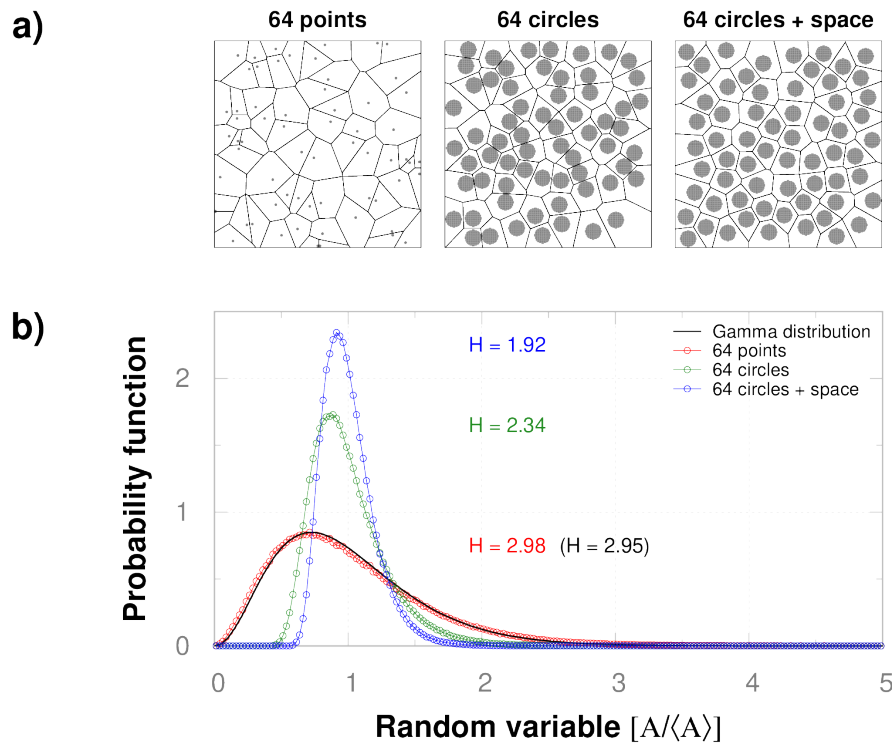 a)
64 points
64 circles
64 circles + space
b)
Probability function
2
1
0
H = 1.92
H = 2.34
H = 2.98 (H = 2.95)
Gamma distribution
64 points
64 circles
64 circles + space
0 1 2 3 4 5
Random variable [A/⟨A⟩]